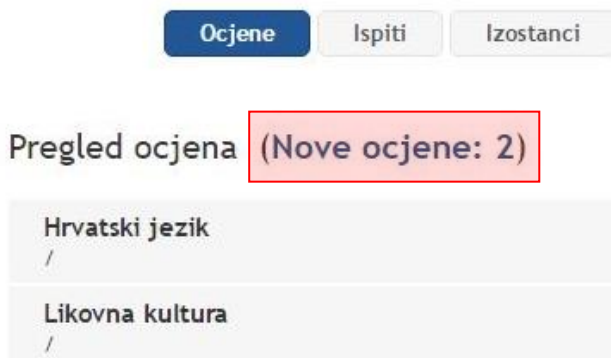 Ocjene Ispiti Izostanci
Pregled ocjena (Nove ocjene: 2)
Hrvatski jezik
/
Likovna kultura
/